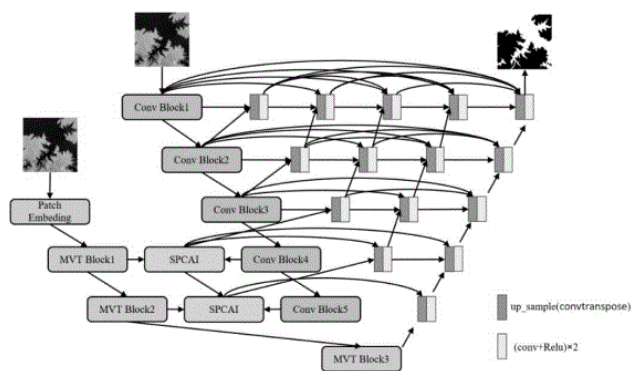 Conv Block1
Conv Block2
Patch
Embeding
Conv Block3
MVT Block1
SPCAI
Conv Block4
MVT Block2
SPCAI
Conv Block5
up_sample(convtranspose)
(conv+Relu)×2
MVT Block3